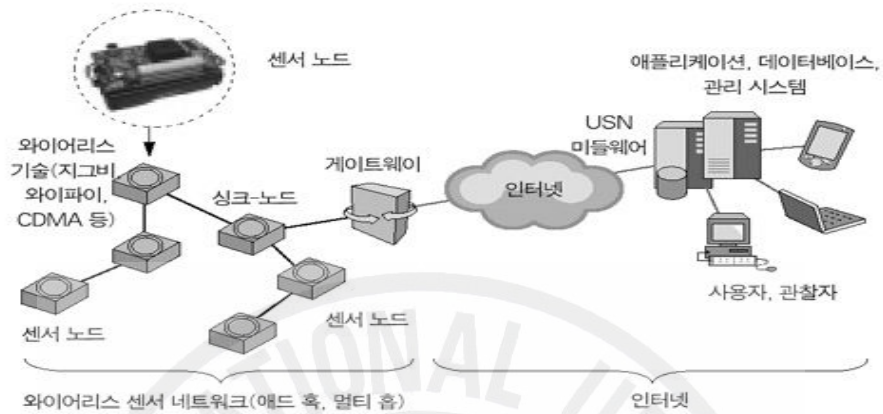 센서 노드
애플리케이션, 데이터베이스,
관리 시스템
USN
미들웨어
와이어리스
기술(지그비
와이파이,
CDMA 등)
게이트웨이
싱크-노드
인터넷
센서 노드
센서 노드
사용자, 관찰자
와이어리스 센서 네트워크(애드 혹, 멀티 홉)
인터넷